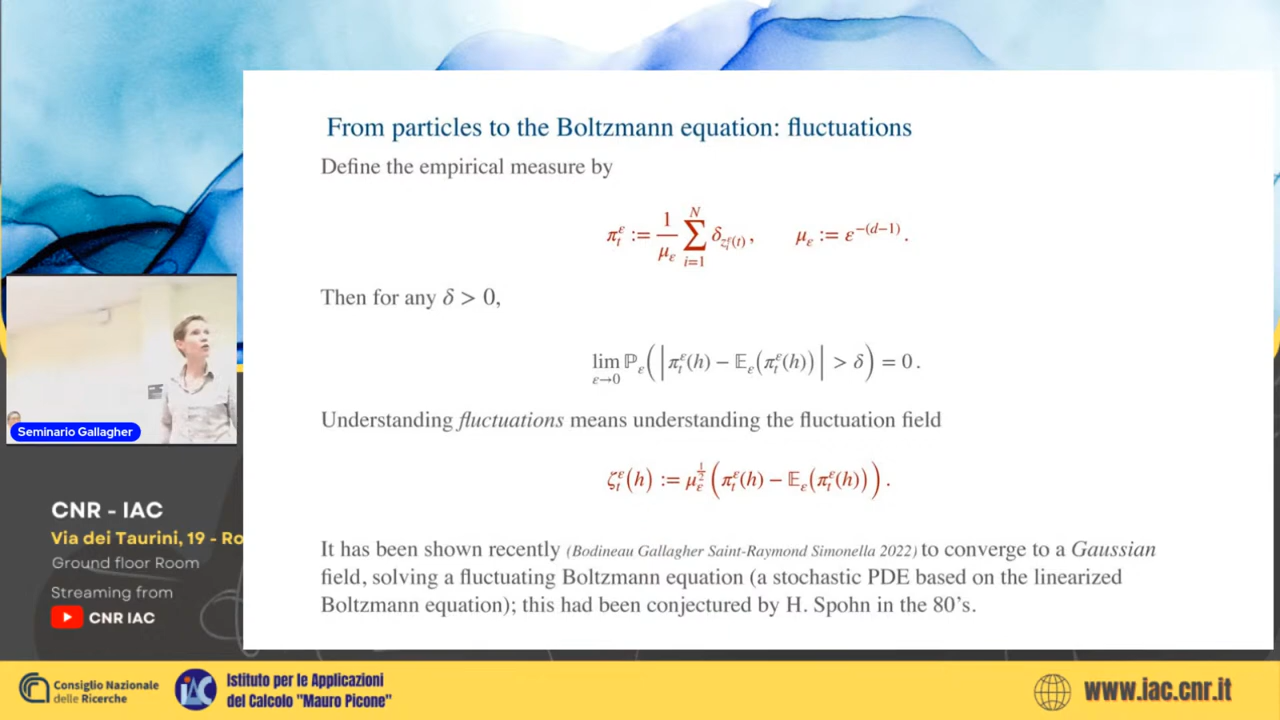 From particles to the Boltzmann equation: fluctuations
Define the empirical measure by
π_t^ε := 1/μ_ε ∑_{i=1}^N δ_{z_i^ε(t)}, μ_ε := ε^{-(d-1)}.
Then for any δ > 0,
lim_{ε→0} ℙ_ε( | π_t^ε(h) − 𝔼_ε(π_t^ε(h)) | > δ ) = 0.
Understanding fluctuations means understanding the fluctuation field
ζ_t^ε(h) := μ_ε^{1/2} ( π_t^ε(h) − 𝔼_ε(π_t^ε(h)) ).
It has been shown recently (Bodineau Gallagher Saint-Raymond Simonella 2022) to converge to a Gaussian
field, solving a fluctuating Boltzmann equation (a stochastic PDE based on the linearized
Boltzmann equation); this had been conjectured by H. Spohn in the 80's.
Seminario Gallagher
CNR - IAC
Via dei Taurini, 19 - Ro
Ground floor Room
Streaming from
CNR IAC
Consiglio Nazionale
delle Ricerche
IAC
Istituto per le Applicazioni
del Calcolo "Mauro Picone"
www.iac.cnr.it